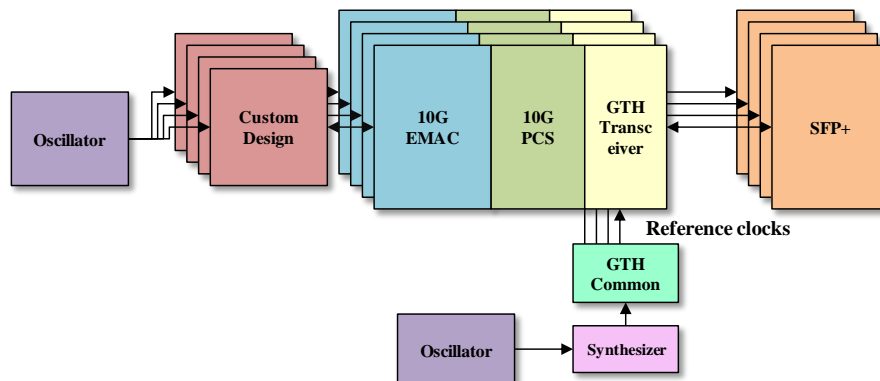 Oscillator
Custom
Design
10G
EMAC
10G
PCS
GTH
Transc
eiver
SFP+
Reference clocks
GTH
Common
Oscillator
Synthesizer